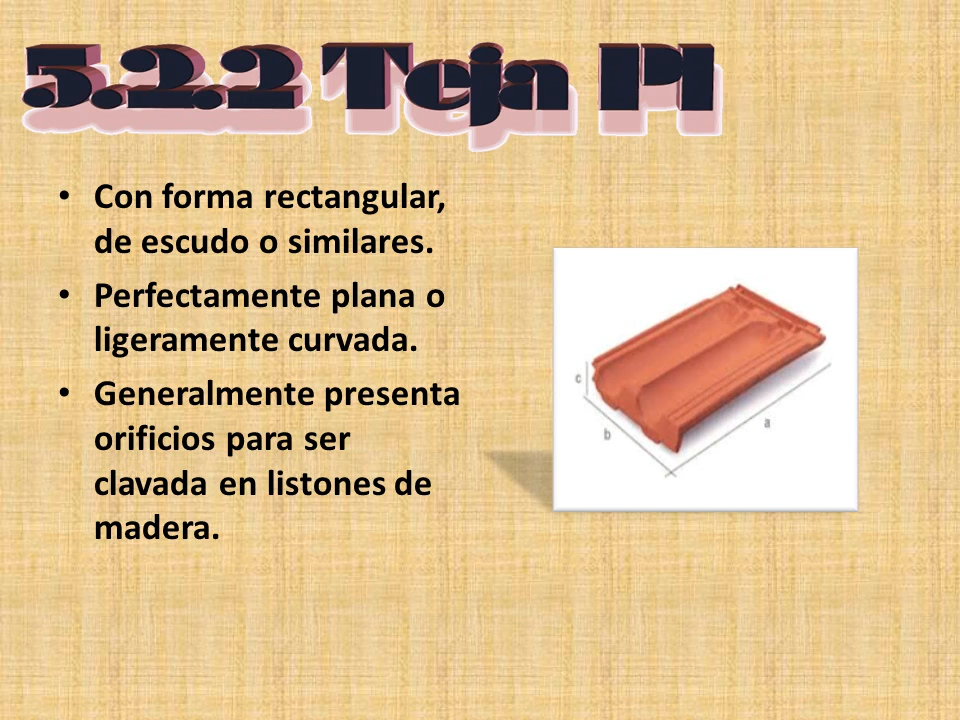 5.2.2 Teja Pl
• Con forma rectangular,
de escudo o similares.
• Perfectamente plana o
ligeramente curvada.
• Generalmente presenta
orificios para ser
clavada en listones de
madera.
c
b
a